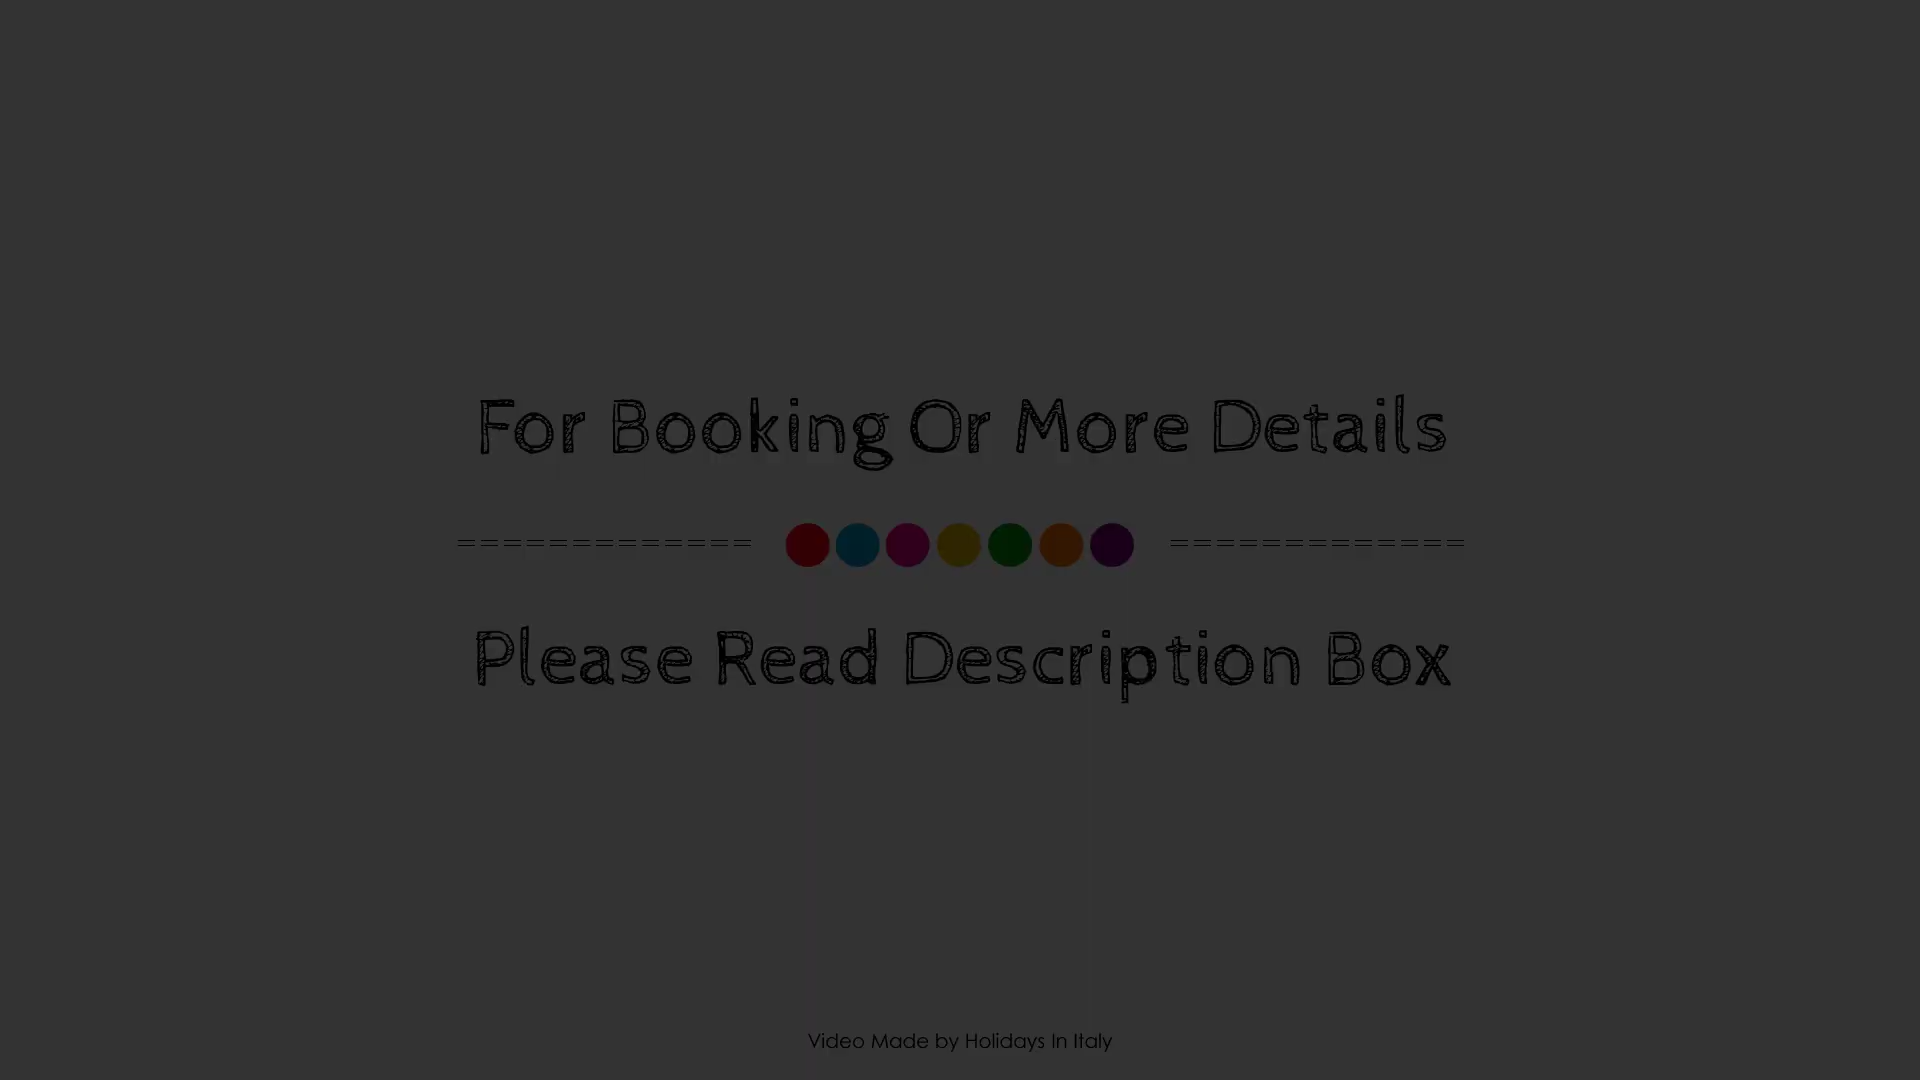 For Booking Or More Details
============= =============
Please Read Description Box
Video Made by Holidays In Italy